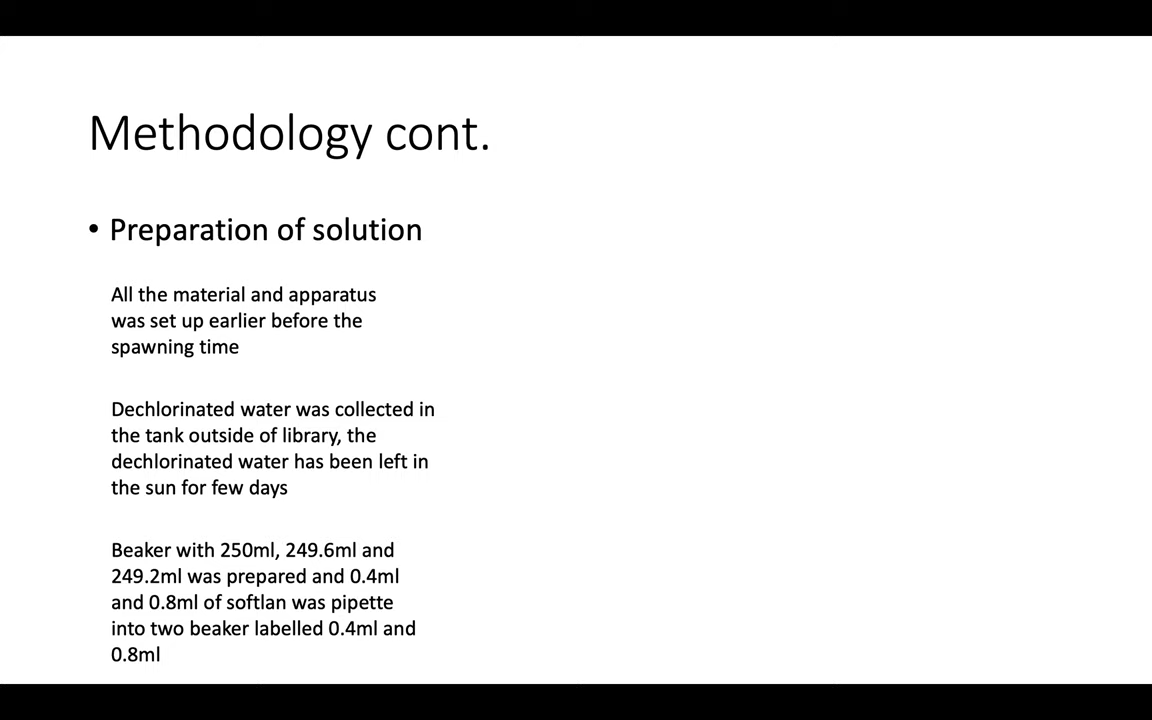 Methodology cont.
• Preparation of solution
All the material and apparatus
was set up earlier before the
spawning time
Dechlorinated water was collected in
the tank outside of library, the
dechlorinated water has been left in
the sun for few days
Beaker with 250ml, 249.6ml and
249.2ml was prepared and 0.4ml
and 0.8ml of softlan was pipette
into two beaker labelled 0.4ml and
0.8ml